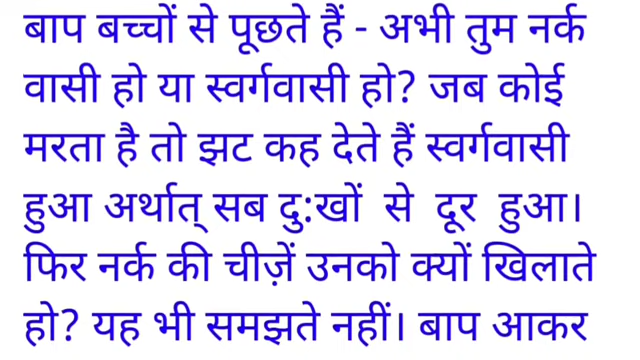 बाप बच्चों से पूछते हैं - अभी तुम नर्क
वासी हो या स्वर्गवासी हो? जब कोई
मरता है तो झट कह देते हैं स्वर्गवासी
हुआ अर्थात् सब दु:खों से दूर हुआ।
फिर नर्क की चीज़ें उनको क्यों खिलाते
हो? यह भी समझते नहीं। बाप आकर